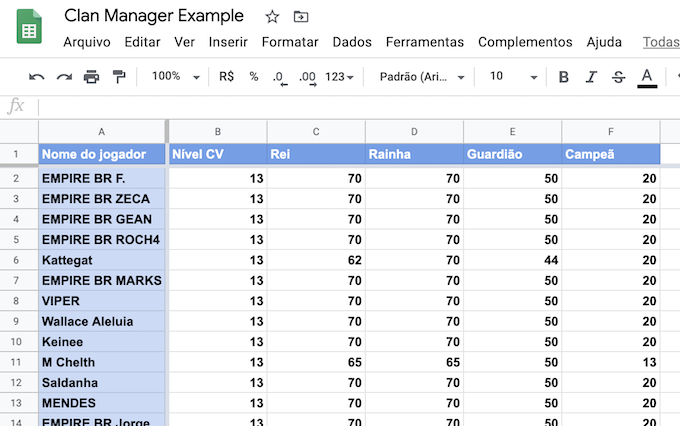 Clan Manager Example
Arquivo Editar Ver Inserir Formatar Dados Ferramentas Complementos Ajuda Todas
100% R$ % .0 .00 123 Padrão (Ari... 10 B I S A
fx
A B C D E F
1 Nome do jogador Nível CV Rei Rainha Guardião Campeã
2 EMPIRE BR F. 13 70 70 50 20
3 EMPIRE BR ZECA 13 70 70 50 20
4 EMPIRE BR GEAN 13 70 70 50 20
5 EMPIRE BR ROCH4 13 70 70 50 20
6 Kattegat 13 62 70 44 20
7 EMPIRE BR MARKS 13 70 70 50 20
8 VIPER 13 70 70 50 20
9 Wallace Aleluia 13 70 70 50 20
10 Keinee 13 70 70 50 20
11 M Chelth 13 65 65 50 13
12 Saldanha 13 70 70 50 20
13 MENDES 13 70 70 50 20
14 EMPIRE BR Jorge 13 70 70 50 20